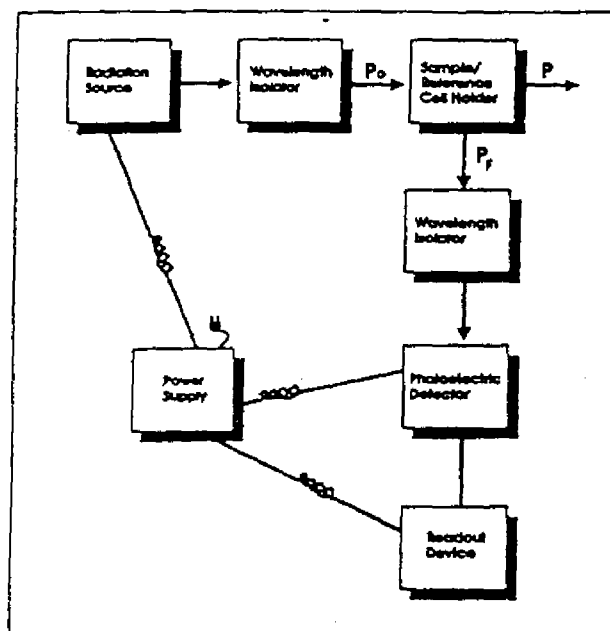 Radiation
Source
Wavelength
Isolator
Po
Sample/
Reference
Cell Holder
P
PF
Wavelength
Isolator
Power
Supply
Photoelectric
Detector
Readout
Device